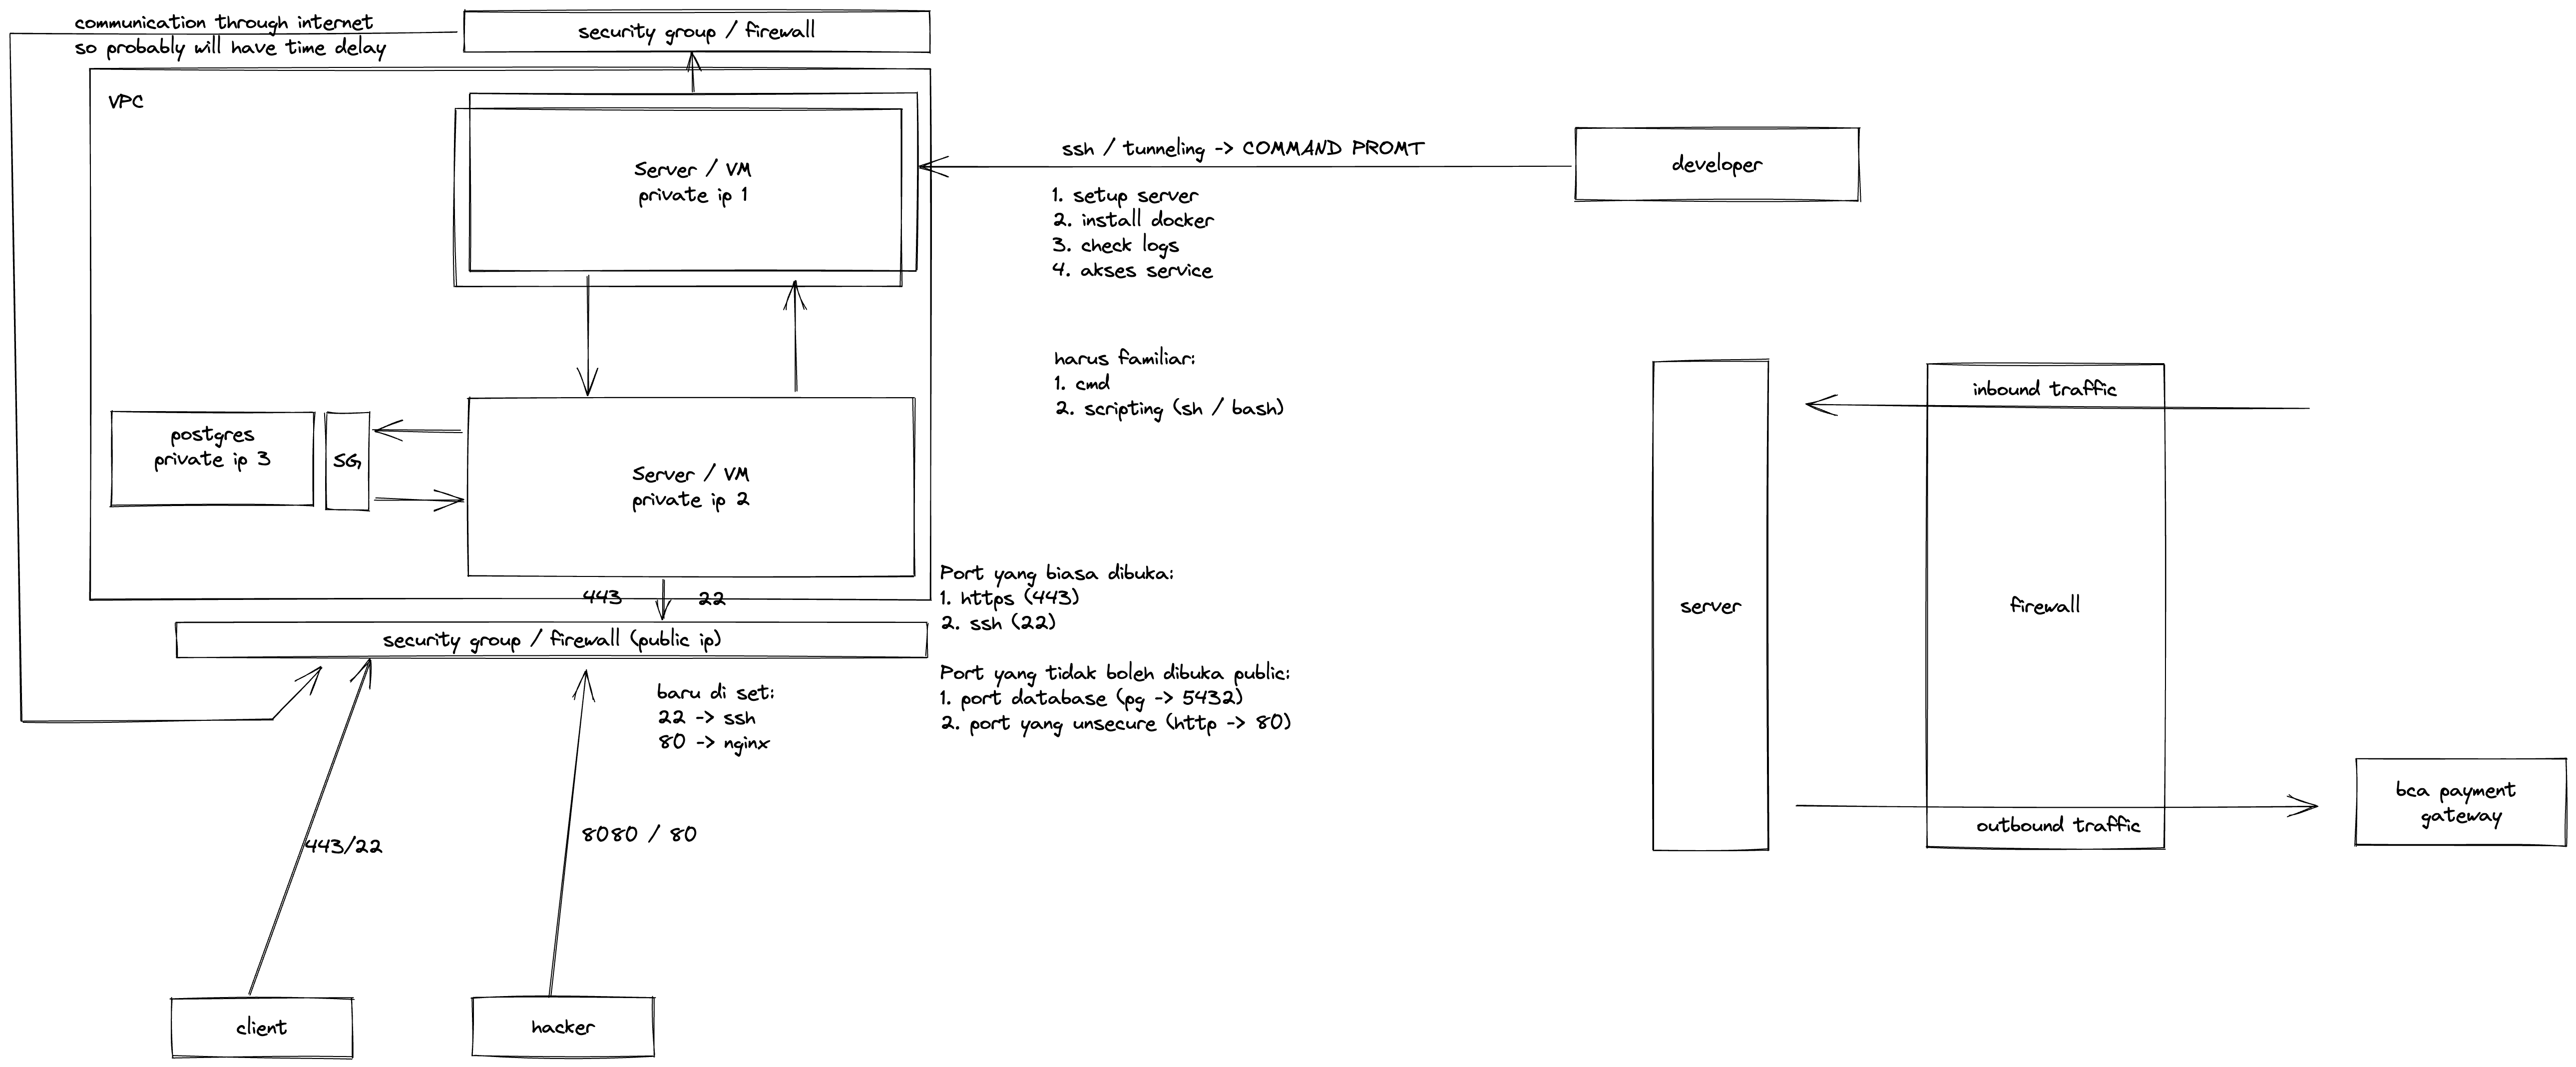 communication through internet
so probably will have time delay
security group / firewall
VPC
Server / VM
private ip 1
ssh / tunneling -> COMMAND PROMT
1. setup server
2. install docker
3. check logs
4. akses service
developer
harus familiar:
1. cmd
2. scripting (sh / bash)
postgres
private ip 3
SG
Server / VM
private ip 2
443
22
security group / firewall (public ip)
Port yang biasa dibuka:
1. https (443)
2. ssh (22)
Port yang tidak boleh dibuka public:
1. port database (pg -> 5432)
2. port yang unsecure (http -> 80)
baru di set:
22 -> ssh
80 -> nginx
443/22
8080 / 80
client
hacker
server
inbound traffic
firewall
outbound traffic
bca payment
gateway